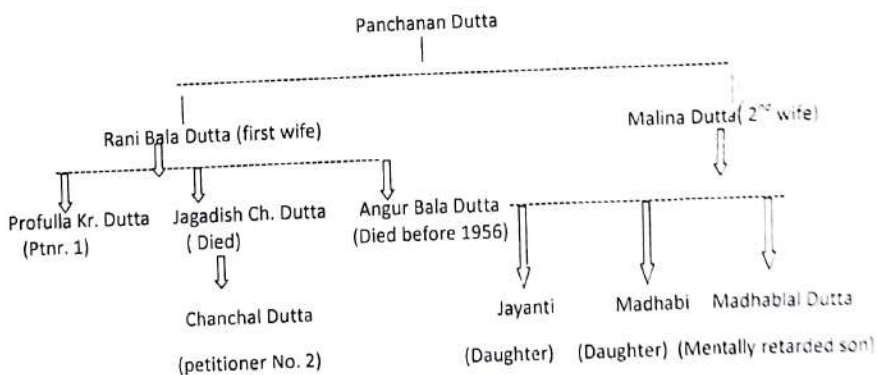 Panchanan Dutta
Rani Bala Dutta (first wife)
Malina Dutta( 2nd wife)
Profulla Kr. Dutta
(Ptnr. 1)
Jagadish Ch. Dutta
( Died)
Angur Bala Dutta
(Died before 1956)
Chanchal Dutta
(petitioner No. 2)
Jayanti
(Daughter)
Madhabi
(Daughter)
Madhablal Dutta
(Mentally retarded son)